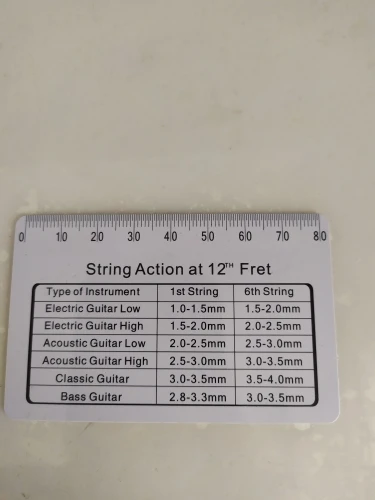 0 10 20 30 40 50 60 70 80
String Action at 12TH Fret
Type of Instrument 1st String 6th String
Electric Guitar Low 1.0-1.5mm 1.5-2.0mm
Electric Guitar High 1.5-2.0mm 2.0-2.5mm
Acoustic Guitar Low 2.0-2.5mm 2.5-3.0mm
Acoustic Guitar High 2.5-3.0mm 3.0-3.5mm
Classic Guitar 3.0-3.5mm 3.5-4.0mm
Bass Guitar 2.8-3.3mm 3.0-3.5mm